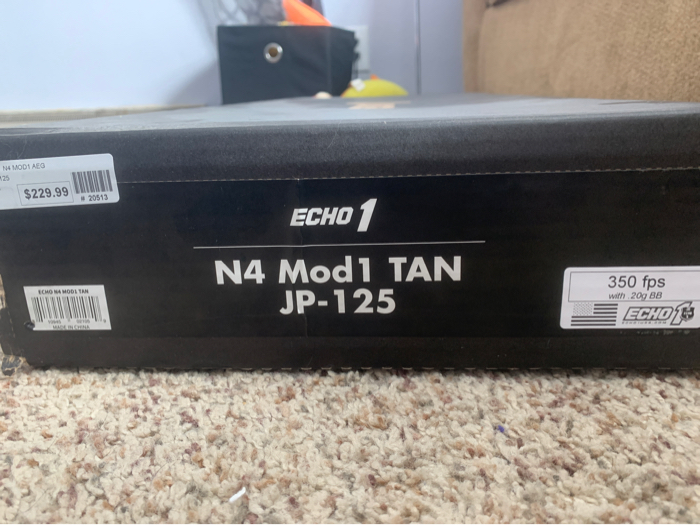 N4 MOD1 AEG
125
$229.99
# 20513
ECHO 1
N4 Mod1 TAN
JP-125
ECHO N4 MOD1 TAN
MADE IN CHINA
350 fps
with .20g BB
ECHO 1